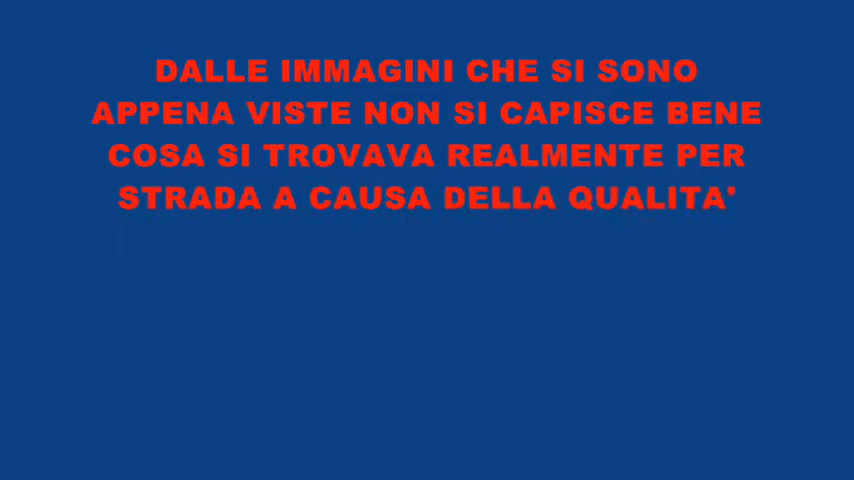 DALLE IMMAGINI CHE SI SONO
APPENA VISTE NON SI CAPISCE BENE
COSA SI TROVAVA REALMENTE PER
STRADA A CAUSA DELLA QUALITA'